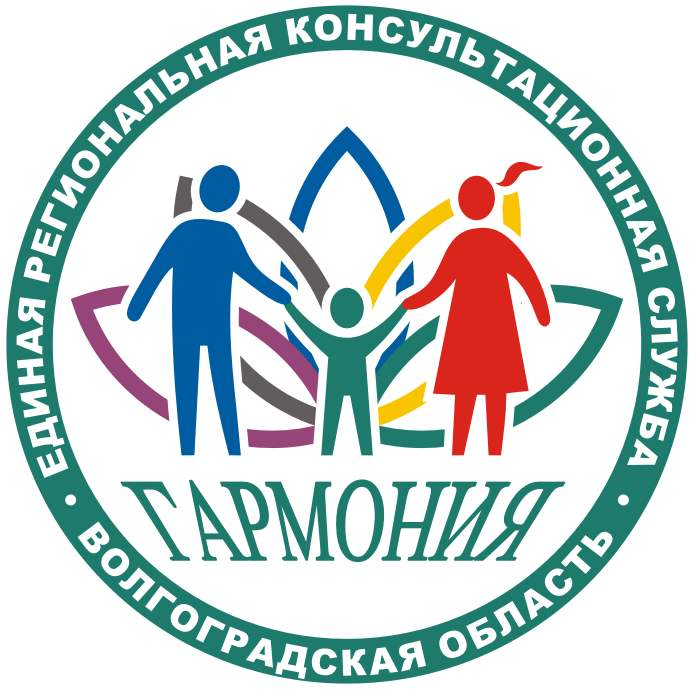 ЕДИНАЯ РЕГИОНАЛЬНАЯ КОНСУЛЬТАЦИОННАЯ СЛУЖБА
ГАРМОНИЯ
• ВОЛГОГРАДСКАЯ ОБЛАСТЬ •